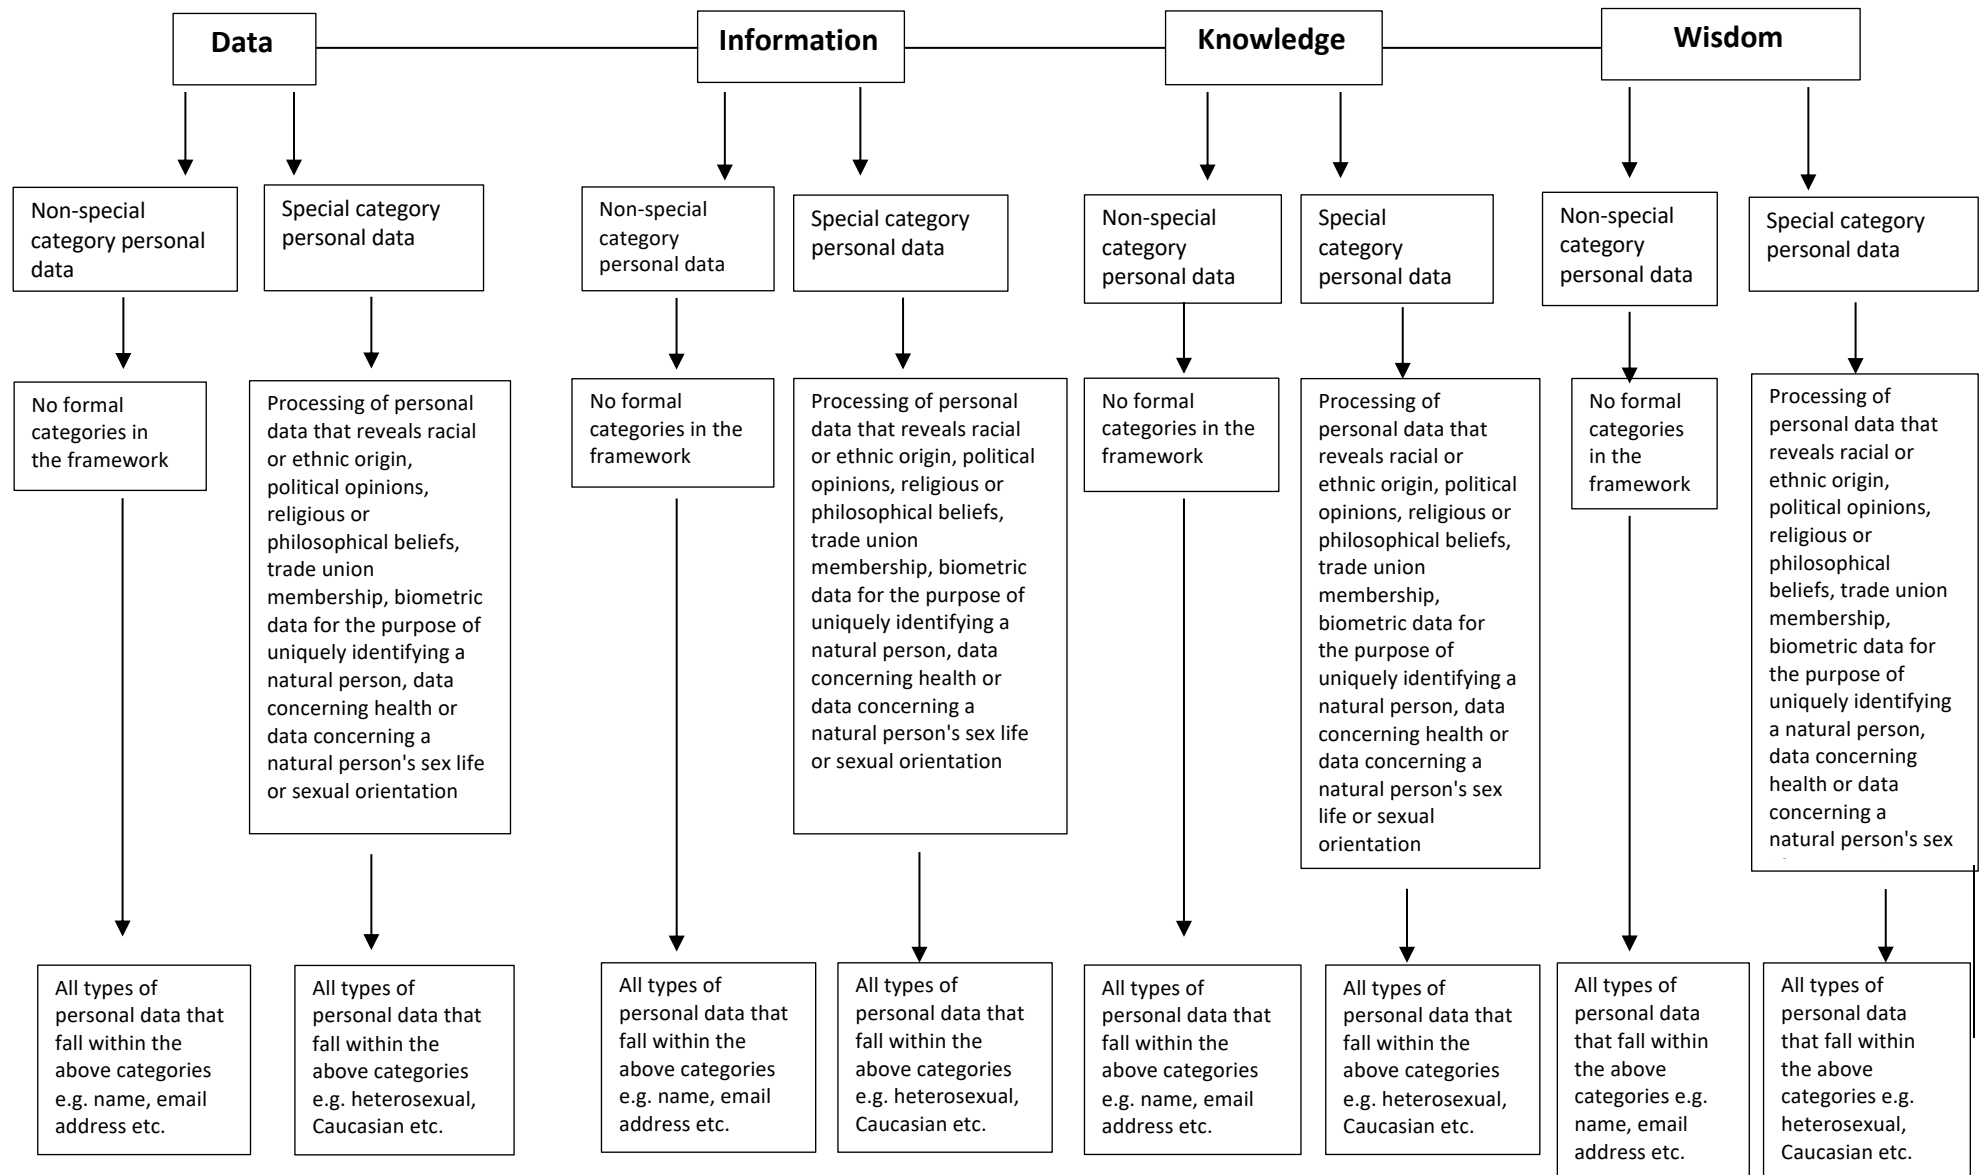 Data
Information
Knowledge
Wisdom
Non-special
category personal
data
Special category
personal data
Non-special
category
personal data
Special category
personal data
Non-special
category
personal data
Special
category
personal data
Non-special
category
personal data
Special category
personal data
No formal
categories in
the framework
Processing of personal
data that reveals racial
or ethnic origin,
political opinions,
religious or
philosophical beliefs,
trade union
membership, biometric
data for the purpose of
uniquely identifying a
natural person, data
concerning health or
data concerning a
natural person's sex life
or sexual orientation
No formal
categories in the
framework
Processing of personal
data that reveals racial
or ethnic origin, political
opinions, religious or
philosophical beliefs,
trade union
membership, biometric
data for the purpose of
uniquely identifying a
natural person, data
concerning health or
data concerning a
natural person's sex life
or sexual orientation
No formal
categories in the
framework
Processing of
personal data that
reveals racial or
ethnic origin, political
opinions, religious or
philosophical beliefs,
trade union
membership,
biometric data for
the purpose of
uniquely identifying a
natural person, data
concerning health or
data concerning a
natural person's sex
life or sexual
orientation
No formal
categories
in the
framework
Processing of
personal data that
reveals racial or
ethnic origin,
political opinions,
religious or
philosophical
beliefs, trade union
membership,
biometric data for
the purpose of
uniquely identifying
a natural person,
data concerning
health or data
concerning a
natural person's sex
All types of
personal data that
fall within the
above categories
e.g. name, email
address etc.
All types of
personal data that
fall within the
above categories
e.g. heterosexual,
Caucasian etc.
All types of
personal data that
fall within the
above categories
e.g. name, email
address etc.
All types of
personal data that
fall within the
above categories
e.g. heterosexual,
Caucasian etc.
All types of
personal data that
fall within the
above categories
e.g. name, email
address etc.
All types of
personal data that
fall within the
above categories
e.g. heterosexual,
Caucasian etc.
All types of
personal data
that fall within
the above
categories e.g.
name, email
address etc.
All types of
personal data
that fall within
the above
categories e.g.
heterosexual,
Caucasian etc.